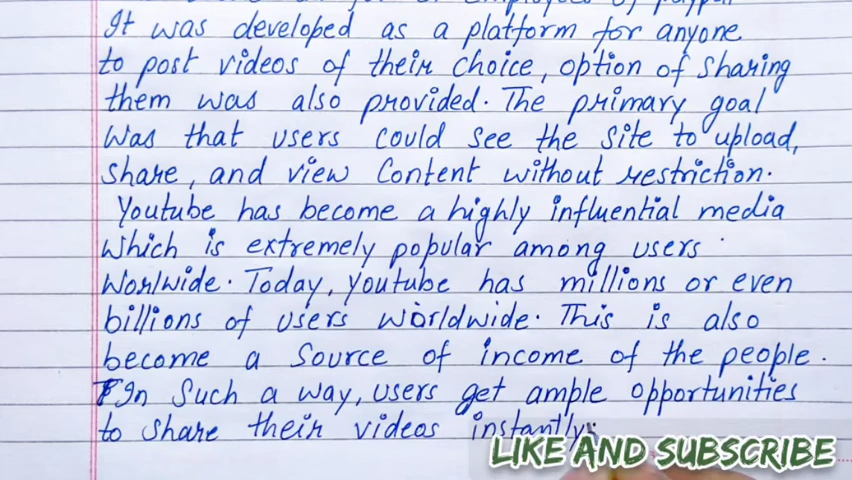 It was developed as a platform for anyone
to post videos of their choice, option of sharing
them was also provided. The primary goal
was that users could see the site to upload,
share, and view content without restriction.
Youtube has become a highly influential media
which is extremely popular among users
Worlwide. Today, Youtube has millions or even
billions of users worldwide. This is also
become a source of income of the people.
In such a way, users get ample opportunities
to share their videos instantly.
LIKE AND SUBSCRIBE